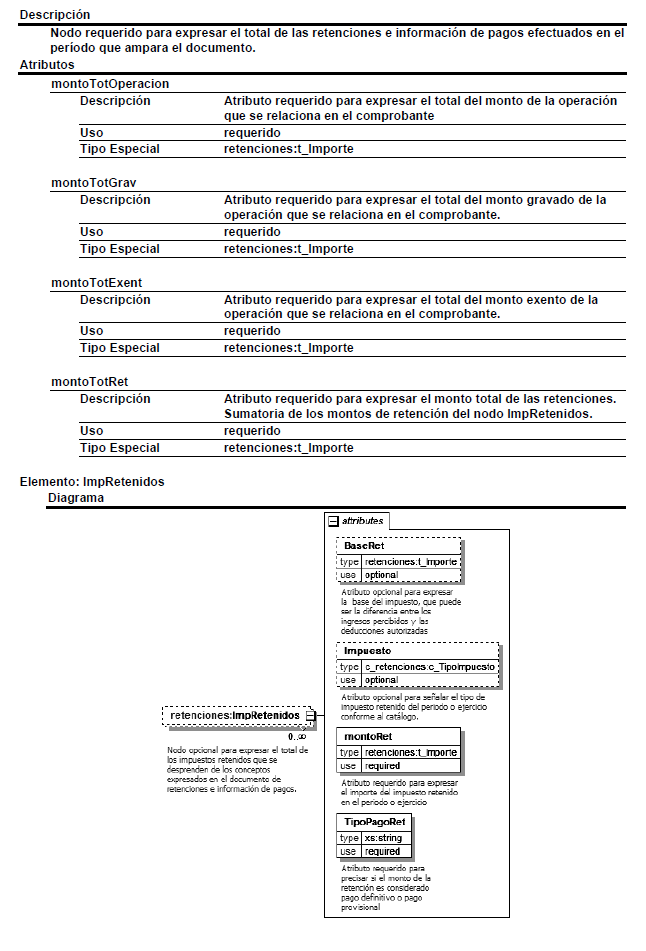 Descripción
Nodo requerido para expresar el total de las retenciones e información de pagos efectuados en el
período que ampara el documento.
Atributos
montoTotOperacion
Descripción Atributo requerido para expresar el total del monto de la operación
que se relaciona en el comprobante
Uso requerido
Tipo Especial retenciones:t_Importe
montoTotGrav
Descripción Atributo requerido para expresar el total del monto gravado de la
operación que se relaciona en el comprobante.
Uso requerido
Tipo Especial retenciones:t_Importe
montoTotExent
Descripción Atributo requerido para expresar el total del monto exento de la
operación que se relaciona en el comprobante.
Uso requerido
Tipo Especial retenciones:t_Importe
montoTotRet
Descripción Atributo requerido para expresar el monto total de las retenciones.
Sumatoria de los montos de retención del nodo ImpRetenidos.
Uso requerido
Tipo Especial retenciones:t_Importe
Elemento: ImpRetenidos
Diagrama
attributes
BaseRet
type retenciones:t_Importe
use optional
Atributo opcional para expresar
la base del impuesto, que puede
ser la diferencia entre los
ingresos percibidos y las
deducciones autorizadas
Impuesto
type c_retenciones:c_TipoImpuesto
use optional
Atributo opcional para señalar el tipo de
impuesto retenido del periodo o ejercicio
conforme al catálogo.
retenciones:ImpRetenidos
0..∞
Nodo opcional para expresar el total de
los impuestos retenidos que se
desprenden de los conceptos
expresados en el documento de
retenciones e información de pagos.
montoRet
type retenciones:t_Importe
use required
Atributo requerido para expresar
el importe del impuesto retenido
en el periodo o ejercicio
TipoPagoRet
type xs:string
use required
Atributo requerido para
precisar si el monto de la
retención es considerado
pago definitivo o pago
provisional